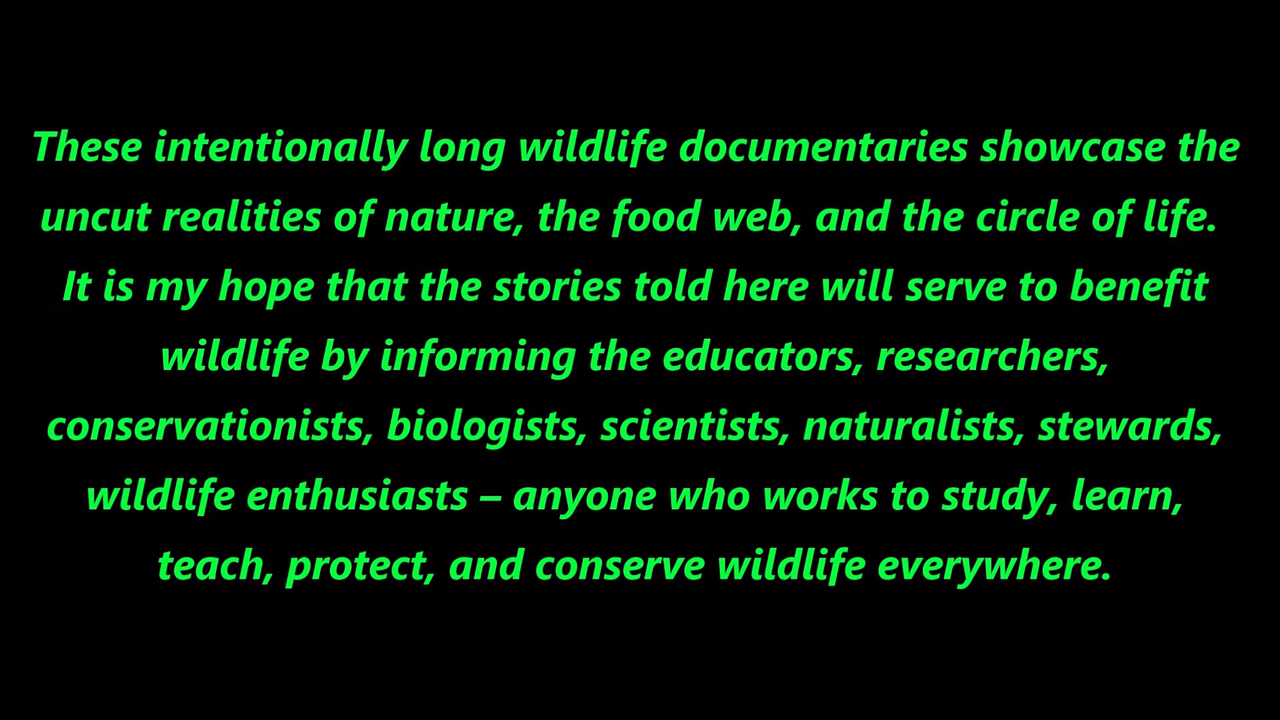 These intentionally long wildlife documentaries showcase the
uncut realities of nature, the food web, and the circle of life.
It is my hope that the stories told here will serve to benefit
wildlife by informing the educators, researchers,
conservationists, biologists, scientists, naturalists, stewards,
wildlife enthusiasts – anyone who works to study, learn,
teach, protect, and conserve wildlife everywhere.